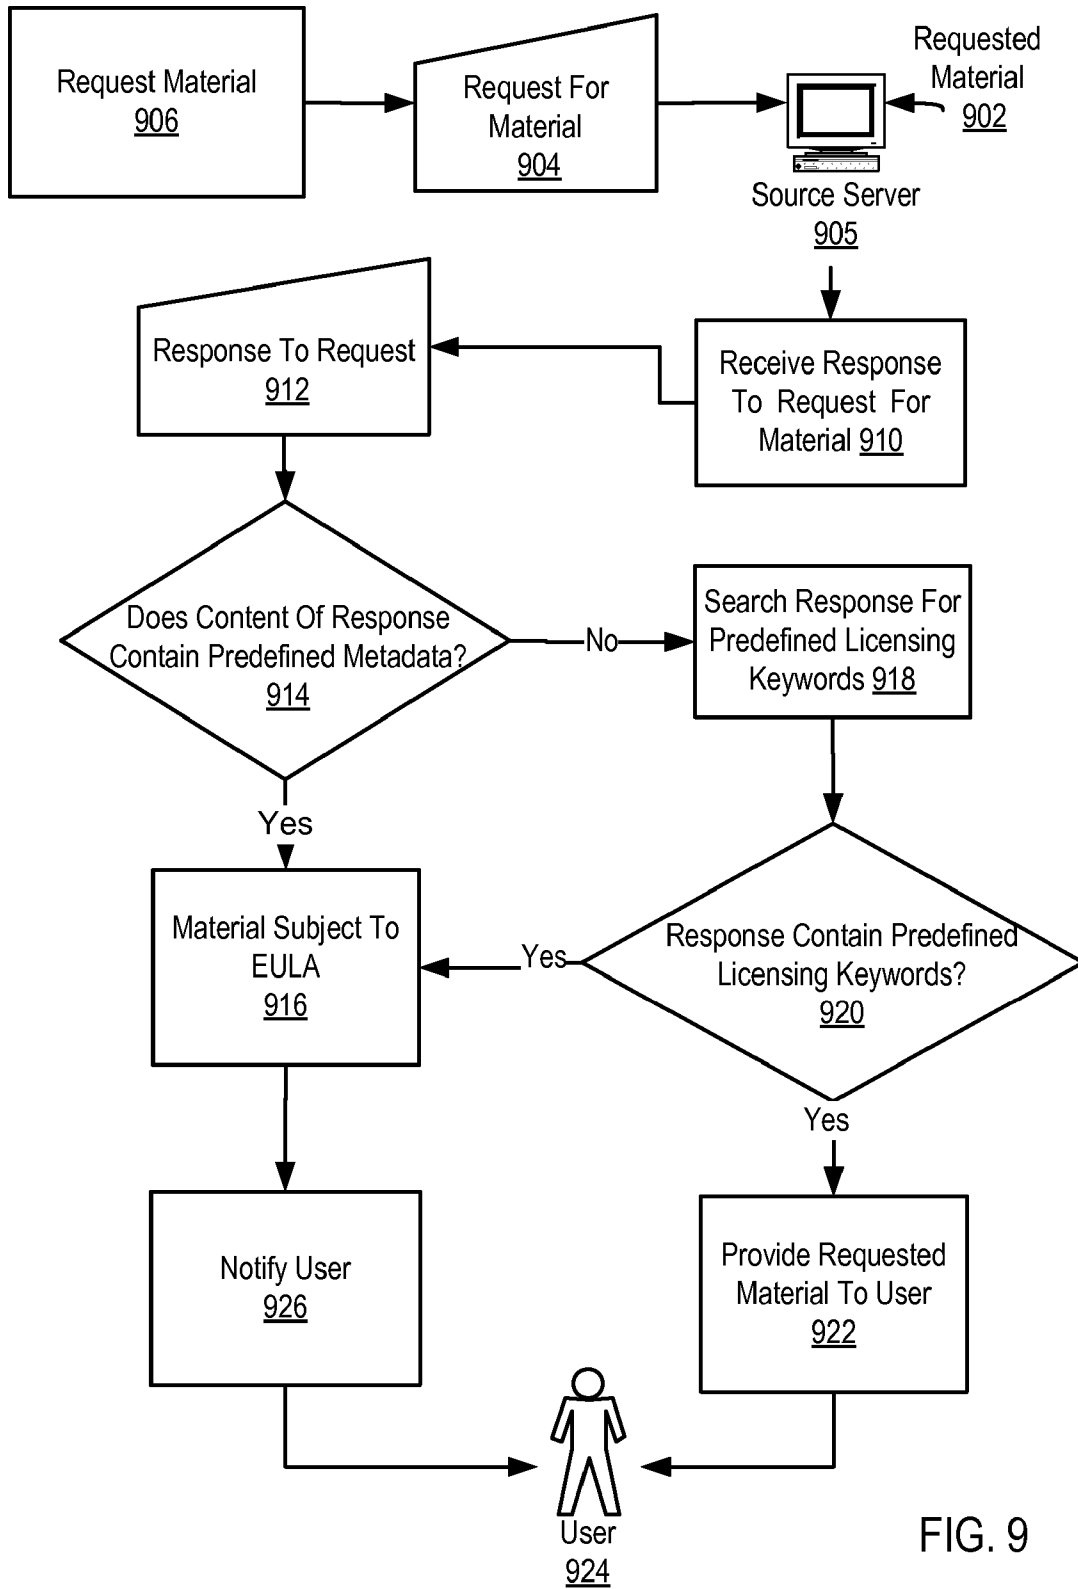 Request Material
906
Request For
Material
904
Requested
Material
902
Source Server
905
Response To Request
912
Receive Response
To Request For
Material 910
Does Content Of Response
Contain Predefined Metadata?
914
No
Search Response For
Predefined Licensing
Keywords 918
Yes
Material Subject To
EULA
916
Yes
Response Contain Predefined
Licensing Keywords?
920
Yes
Notify User
926
Provide Requested
Material To User
922
User
924
FIG. 9